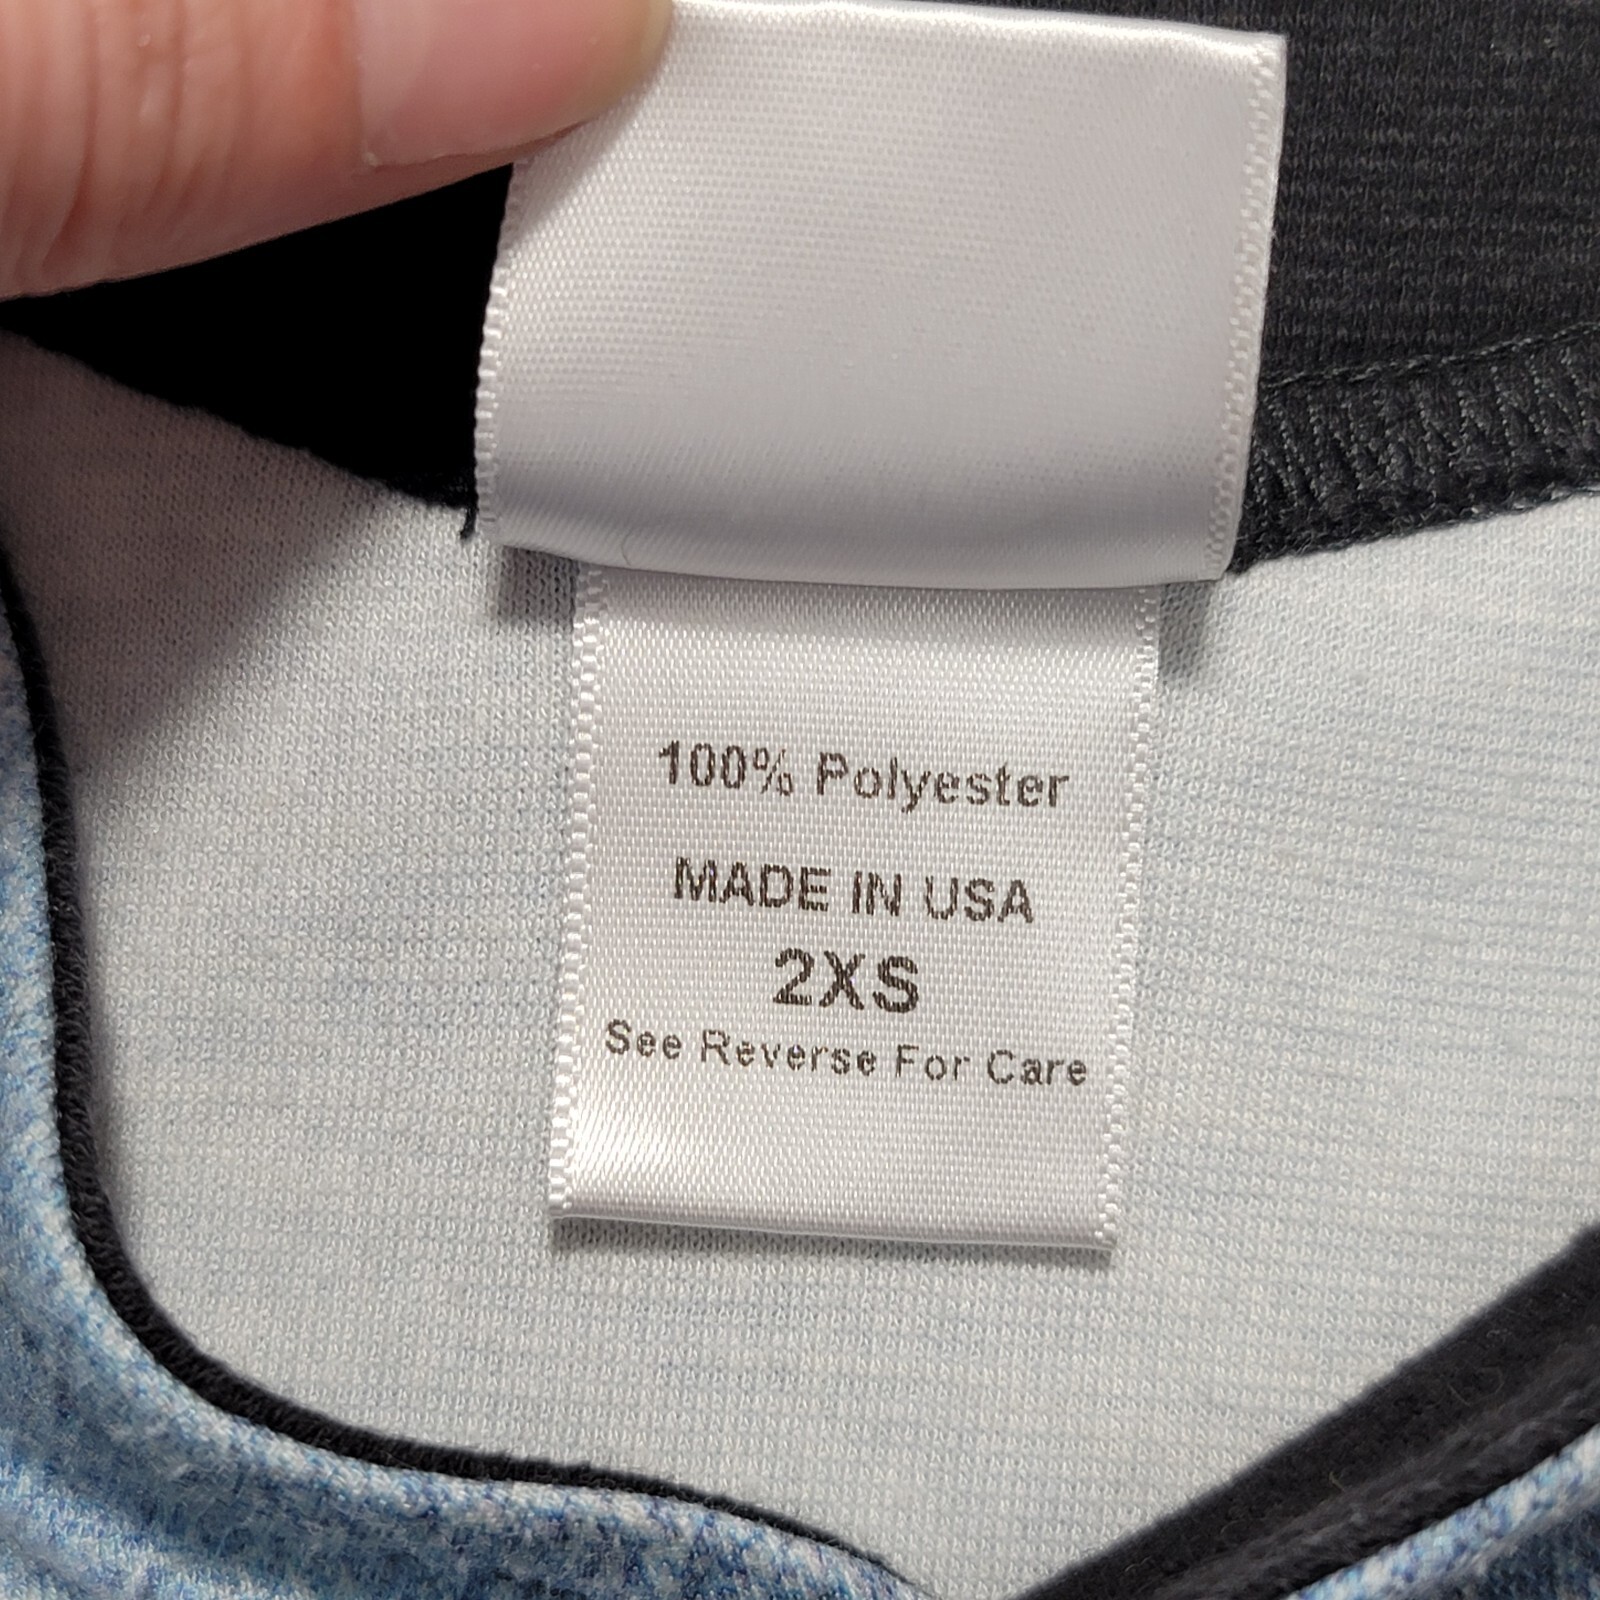 100% Polyester
MADE IN USA
2XS
See Reverse For Care